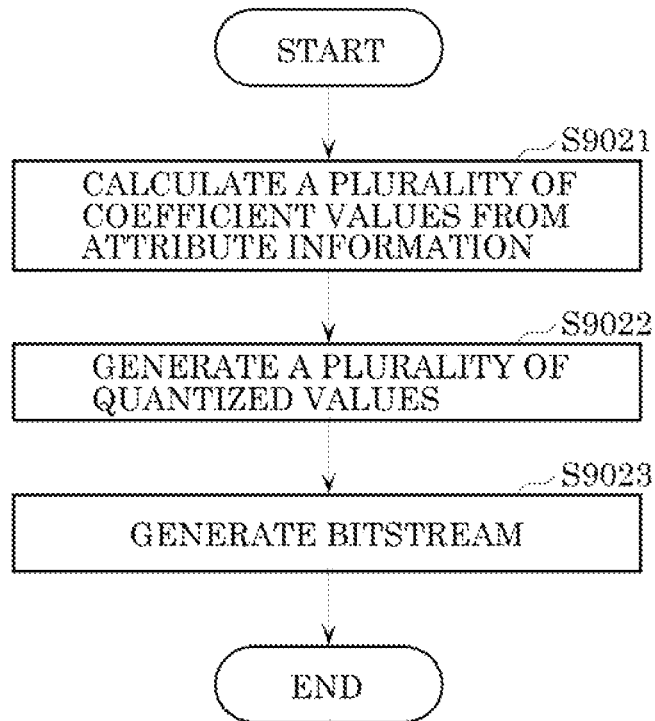 START
S9021
CALCULATE A PLURALITY OF
COEFFICIENT VALUES FROM
ATTRIBUTE INFORMATION
S9022
GENERATE A PLURALITY OF
QUANTIZED VALUES
S9023
GENERATE BITSTREAM
END